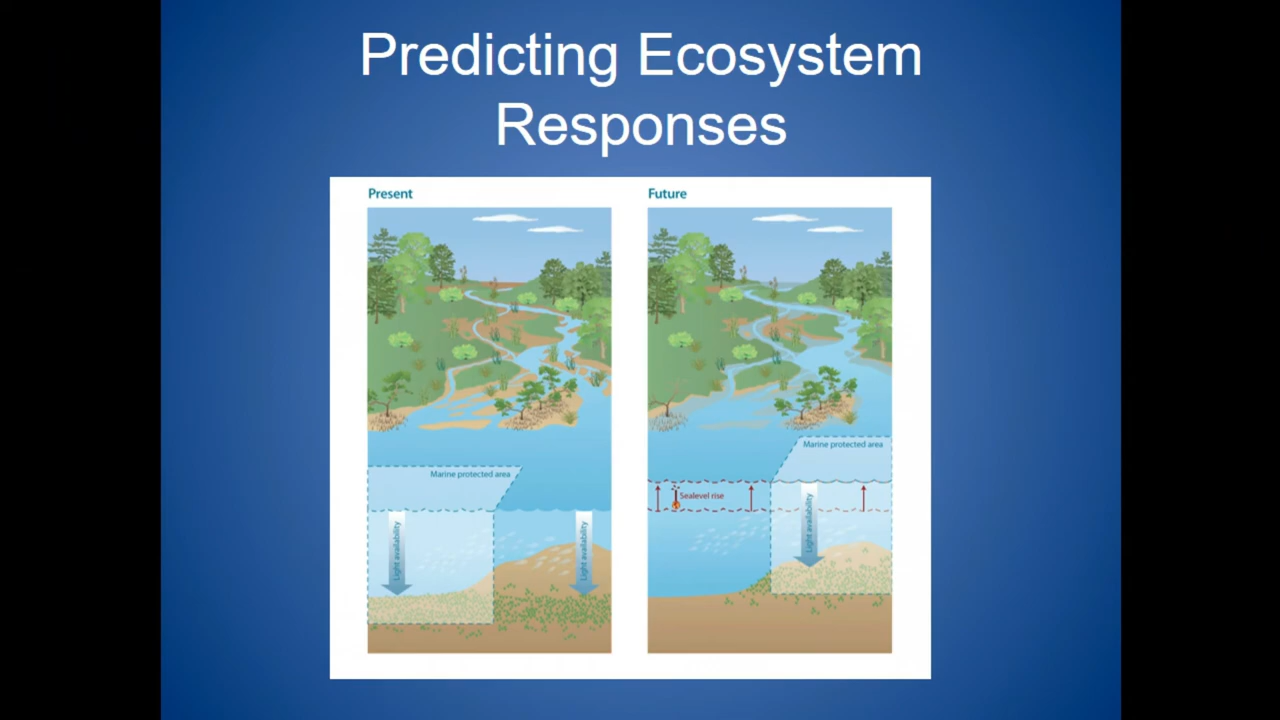 Predicting Ecosystem
Responses
Present
Future
Marine protected area
Light availability
Light availability
Marine protected area
Sealevel rise
Light availability